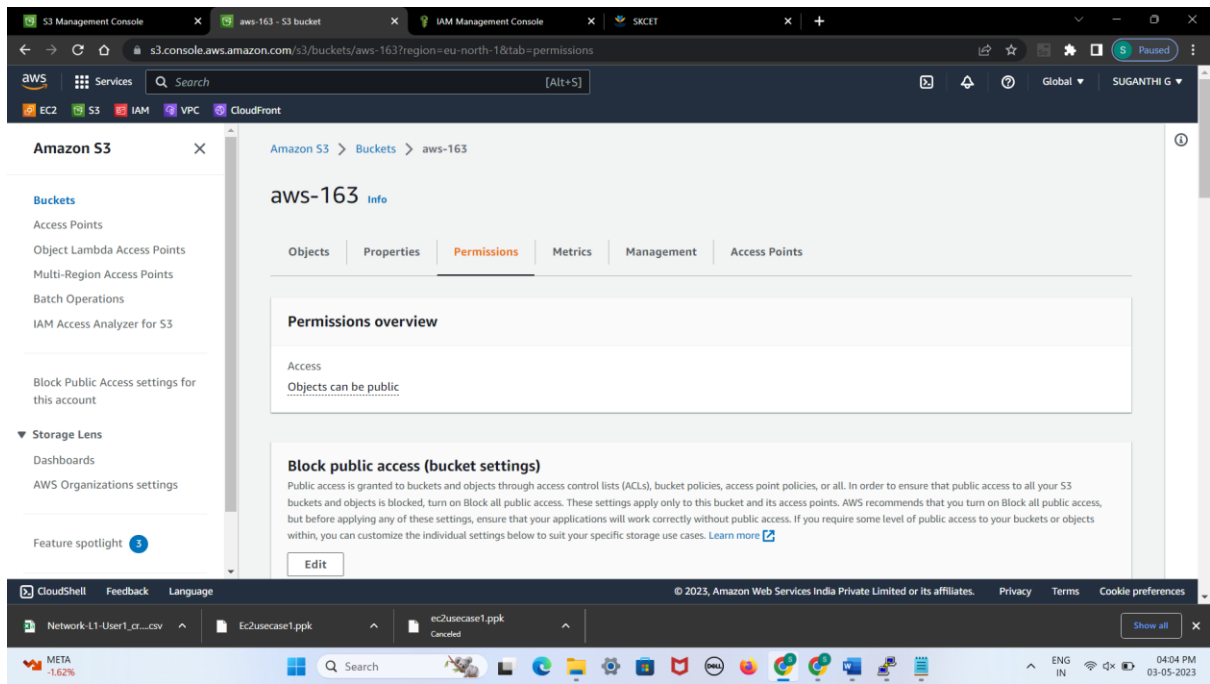 S3 Management Console
aws-163 - S3 bucket
IAM Management Console
SKCET
s3.console.aws.amazon.com/s3/buckets/aws-163?region=eu-north-1&tab=permissions
S
Paused
aws
Services
Search
[Alt+S]
Global
SUGANTHI G
EC2
S3
IAM
VPC
CloudFront
Amazon S3
Buckets
Access Points
Object Lambda Access Points
Multi-Region Access Points
Batch Operations
IAM Access Analyzer for S3
Block Public Access settings for
this account
Storage Lens
Dashboards
AWS Organizations settings
Feature spotlight 3
Amazon S3 > Buckets > aws-163
aws-163 Info
Objects
Properties
Permissions
Metrics
Management
Access Points
Permissions overview
Access
Objects can be public
Block public access (bucket settings)
Public access is granted to buckets and objects through access control lists (ACLs), bucket policies, access point policies, or all. In order to ensure that public access to all your S3
buckets and objects is blocked, turn on Block all public access. These settings apply only to this bucket and its access points. AWS recommends that you turn on Block all public access,
but before applying any of these settings, ensure that your applications will work correctly without public access. If you require some level of public access to your buckets or objects
within, you can customize the individual settings below to suit your specific storage use cases. Learn more
Edit
CloudShell
Feedback
Language
© 2023, Amazon Web Services India Private Limited or its affiliates.
Privacy
Terms
Cookie preferences
Network-L1-User1_cr....csv
Ec2usecase1.ppk
ec2usecase1.ppk
Canceled
Show all
META
-1.62%
Search
DELL
ENG
IN
04:04 PM
03-05-2023